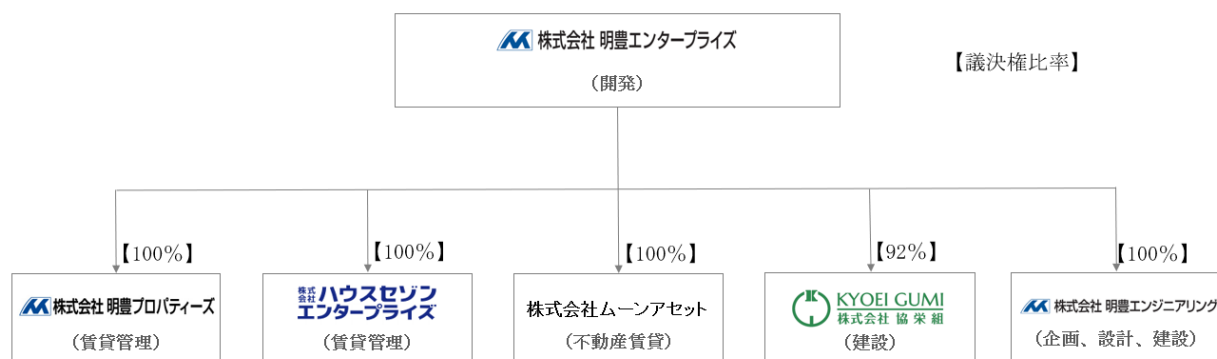 株式会社 明豊エンタープライズ
（開発）
【議決権比率】
【100%】
【100%】
【100%】
【92%】
【100%】
株式会社 明豊プロパティーズ
（賃貸管理）
株式会社 ハウスセゾン
エンタープライズ
（賃貸管理）
株式会社ムーンアセット
（不動産賃貸）
KYOEI GUMI
株式会社 協栄組
（建設）
株式会社 明豊エンジニアリング
（企画、設計、建設）